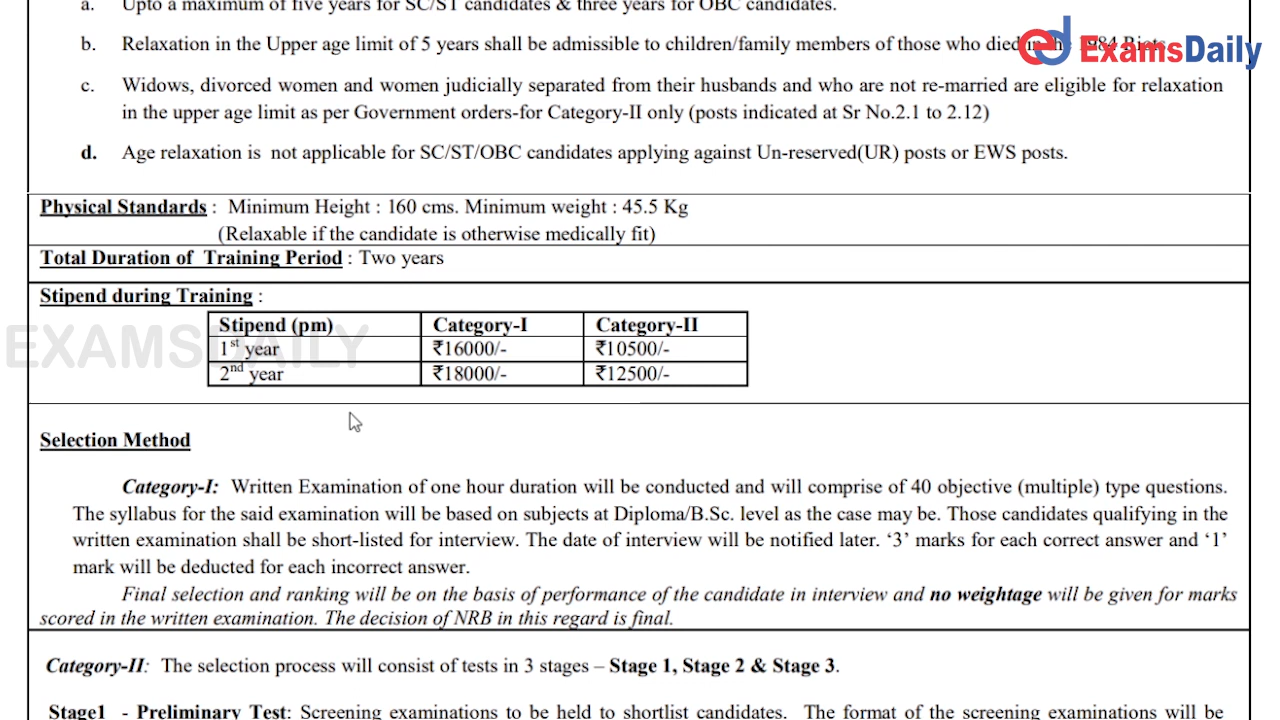 a. Upto a maximum of five years for SC/ST candidates & three years for OBC candidates.
b. Relaxation in the Upper age limit of 5 years shall be admissible to children/family members of those who died in the 1984 Riots.
ExamsDaily
c. Widows, divorced women and women judicially separated from their husbands and who are not re-married are eligible for relaxation
in the upper age limit as per Government orders-for Category-II only (posts indicated at Sr No.2.1 to 2.12)
d. Age relaxation is not applicable for SC/ST/OBC candidates applying against Un-reserved(UR) posts or EWS posts.
Physical Standards : Minimum Height : 160 cms. Minimum weight : 45.5 Kg
(Relaxable if the candidate is otherwise medically fit)
Total Duration of Training Period : Two years
Stipend during Training :
Stipend (pm) Category-I Category-II
1st year ₹16000/- ₹10500/-
2nd year ₹18000/- ₹12500/-
EXAMSDAILY
Selection Method
Category-I: Written Examination of one hour duration will be conducted and will comprise of 40 objective (multiple) type questions.
The syllabus for the said examination will be based on subjects at Diploma/B.Sc. level as the case may be. Those candidates qualifying in the
written examination shall be short-listed for interview. The date of interview will be notified later. ‘3’ marks for each correct answer and ‘1’
mark will be deducted for each incorrect answer.
Final selection and ranking will be on the basis of performance of the candidate in interview and no weightage will be given for marks
scored in the written examination. The decision of NRB in this regard is final.
Category-II: The selection process will consist of tests in 3 stages – Stage 1, Stage 2 & Stage 3.
Stage1 - Preliminary Test: Screening examinations to be held to shortlist candidates. The format of the screening examinations will be